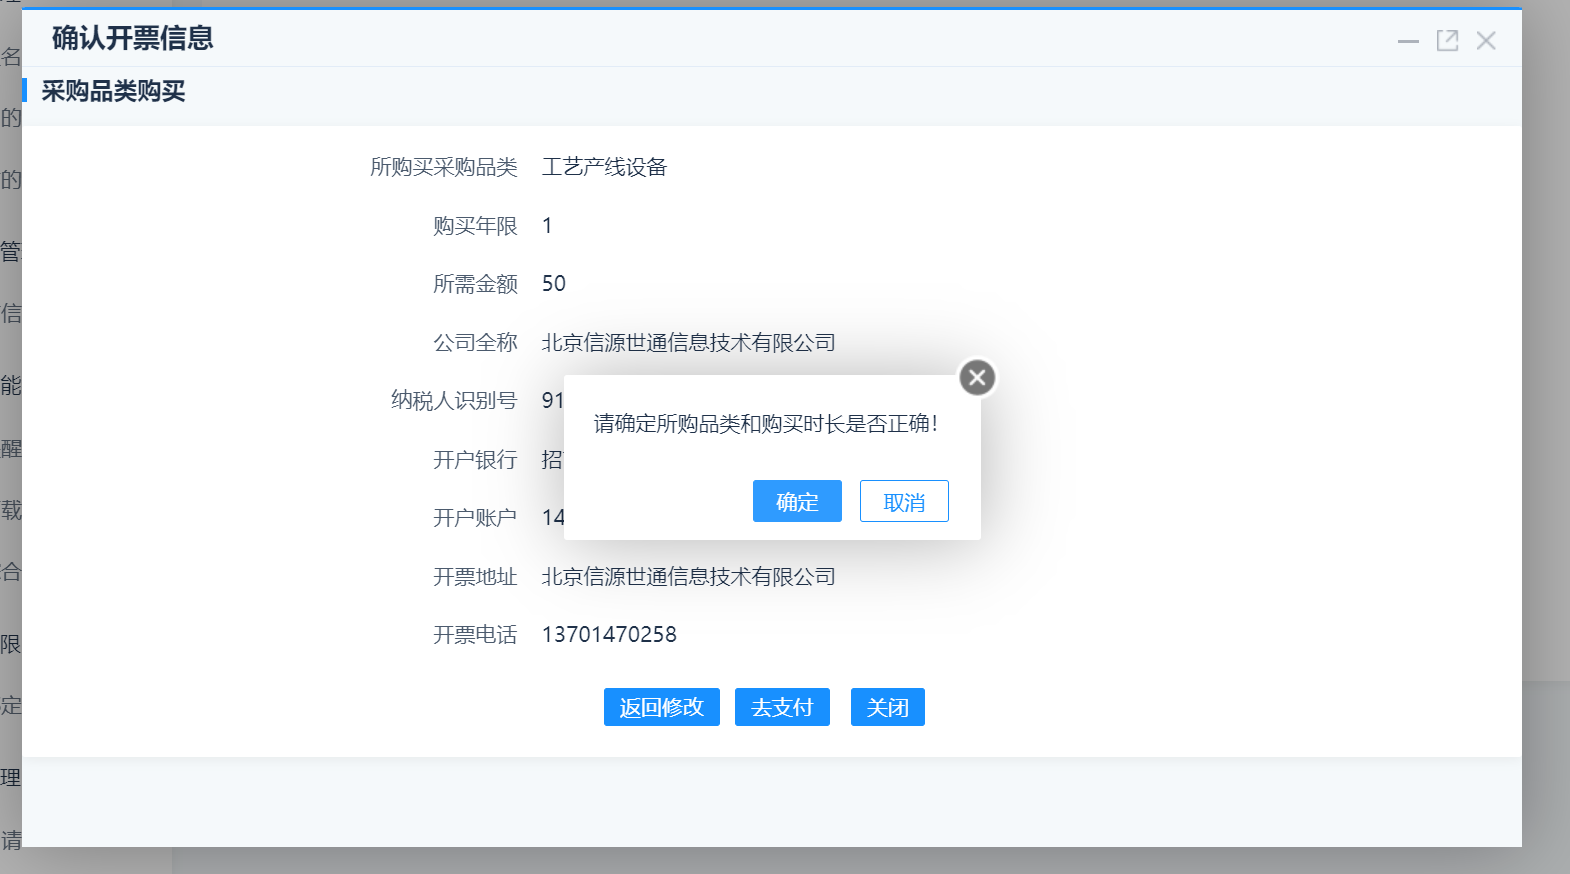 确认开票信息
采购品类购买
所购买采购品类 工艺产线设备
购买年限 1
所需金额 50
公司全称 北京信源世通信息技术有限公司
纳税人识别号 91
开户银行 招
开户账户 14
开票地址 北京信源世通信息技术有限公司
开票电话 13701470258
请确定所购品类和购买时长是否正确!
确定 取消
返回修改 去支付 关闭
名
的
的
管
信
能
醒
载
合
限
定
理
请